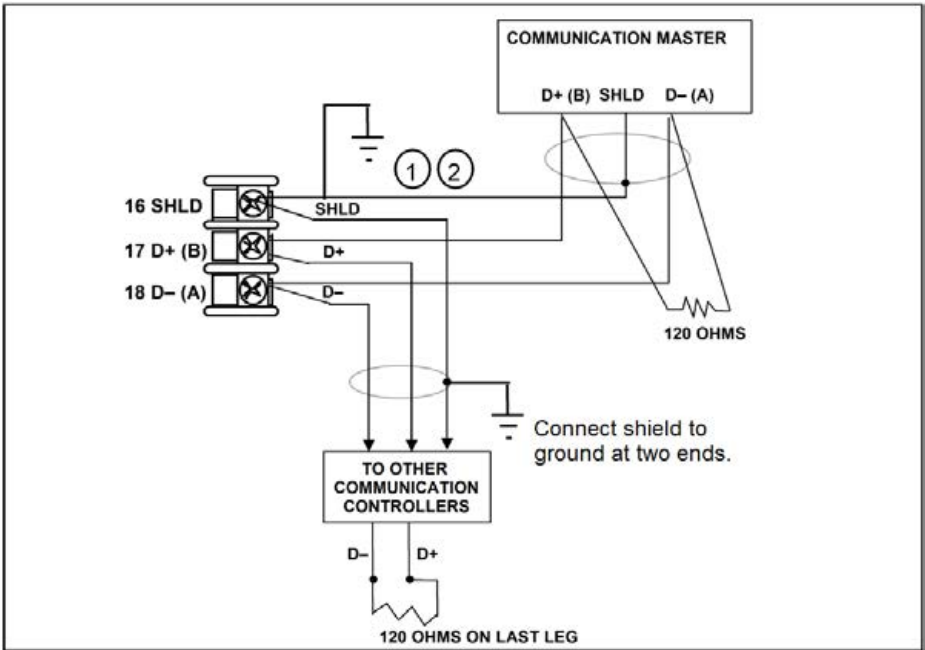 COMMUNICATION MASTER
D+ (B) SHLD D– (A)
1 2
16 SHLD
SHLD
17 D+ (B)
D+
18 D– (A)
D–
120 OHMS
Connect shield to
ground at two ends.
TO OTHER
COMMUNICATION
CONTROLLERS
D– D+
120 OHMS ON LAST LEG